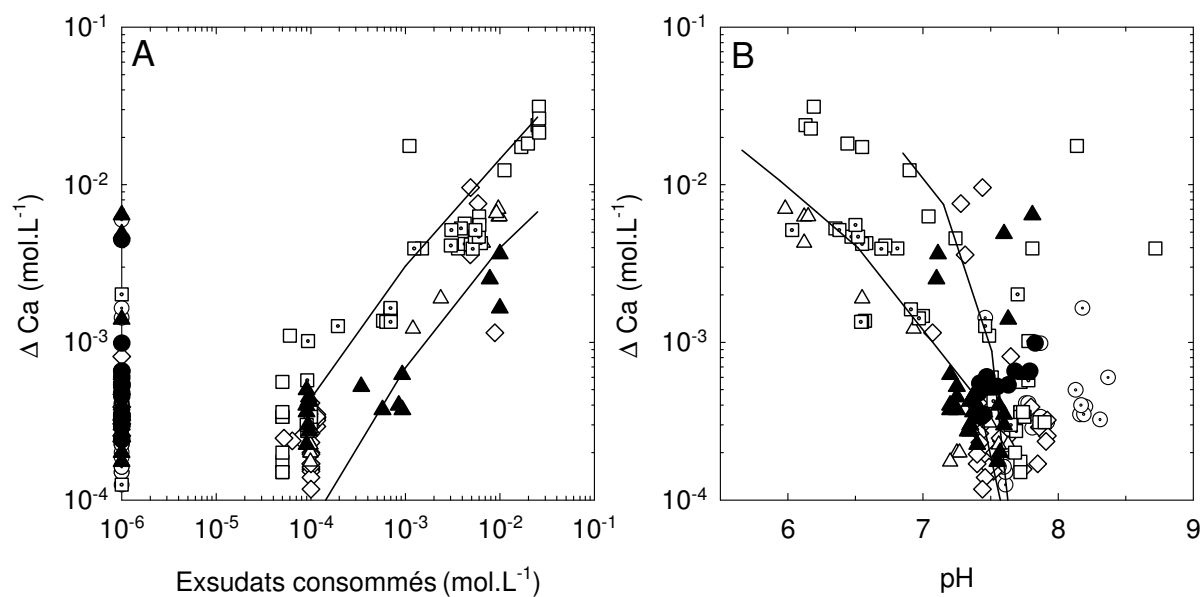 A
Δ Ca (mol.L⁻¹)
10⁻¹
10⁻²
10⁻³
10⁻⁴
10⁻⁶ 10⁻⁵ 10⁻⁴ 10⁻³ 10⁻² 10⁻¹
Exsudats consommés (mol.L⁻¹)
B
Δ Ca (mol.L⁻¹)
10⁻¹
10⁻²
10⁻³
10⁻⁴
6 7 8 9
pH